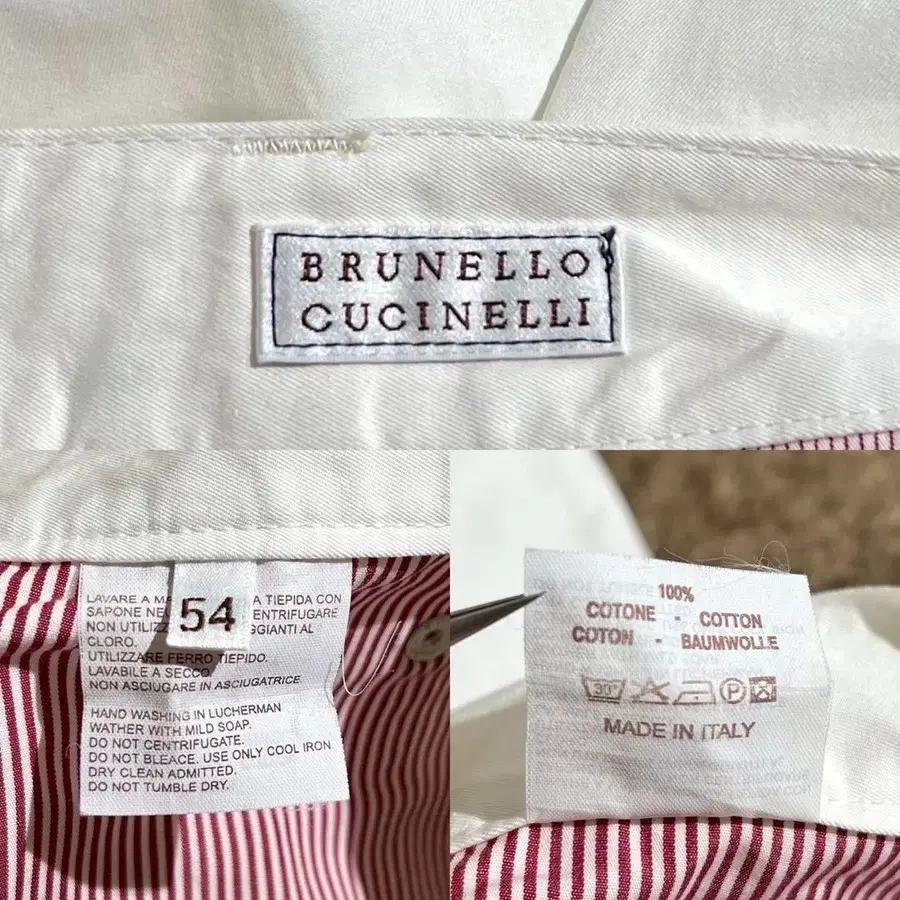 BRUNELLO
CUCINELLI
LAVARE A MA A TIEPIDA CON
SAPONE NE CENTRIFUGARE
NON UTILIZZ GGIANTI AL
CLORO.
UTILIZZARE FERRO TIEPIDO.
LAVABILE A SECCO
NON ASCIUGARE IN ASCIUGATRICE
54
HAND WASHING IN LUCHERMAN
WATHER WITH MILD SOAP.
DO NOT CENTRIFUGATE.
DO NOT BLEACE. USE ONLY COOL IRON
DRY CLEAN ADMITTED.
DO NOT TUMBLE DRY.
100%
COTONE - COTTON
COTON - BAUMWOLLE
30° P
MADE IN ITALY